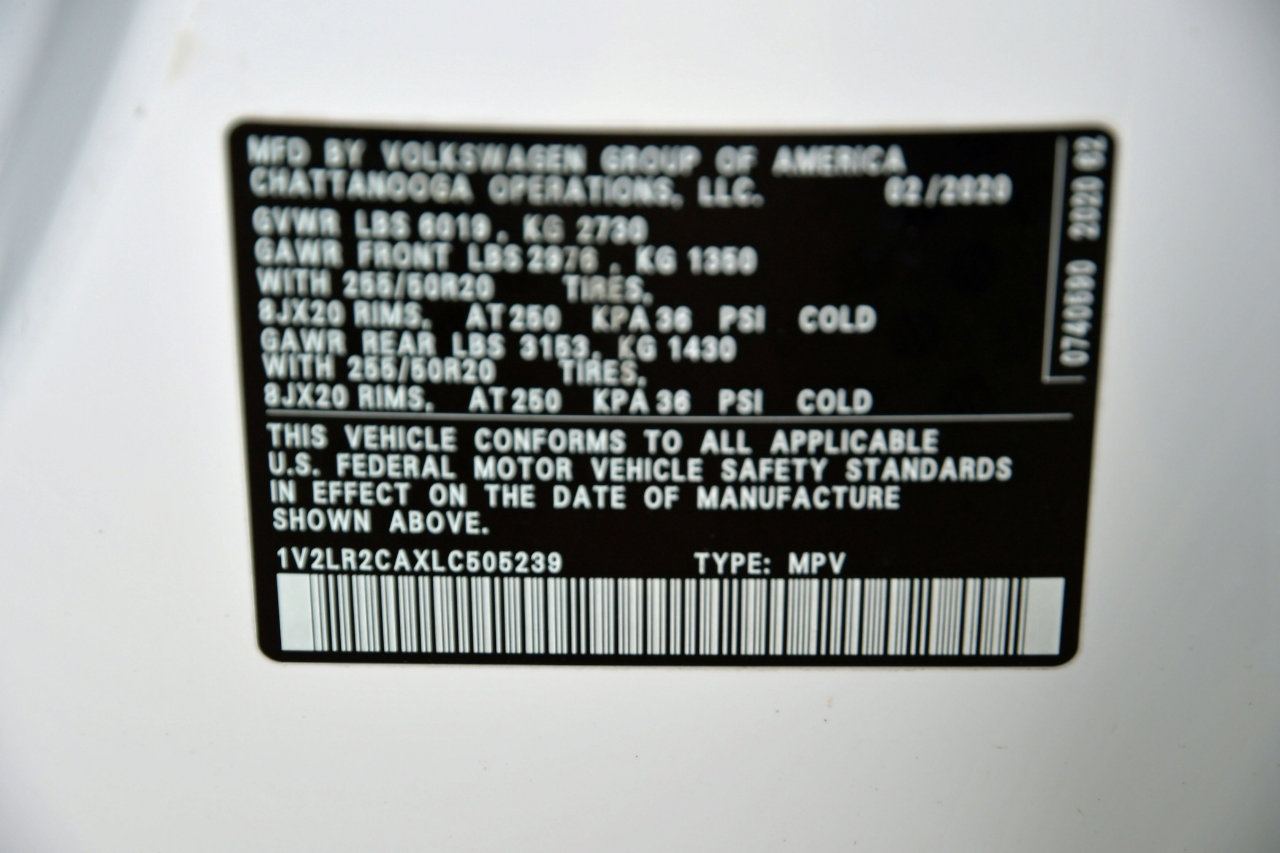 MFD BY VOLKSWAGEN GROUP OF AMERICA
CHATTANOOGA OPERATIONS, LLC. 02/2020
GVWR LBS 6019, KG 2730
GAWR FRONT LBS 2976, KG 1350
WITH 255/50R20 TIRES,
8JX20 RIMS, AT 250 KPA 36 PSI COLD
GAWR REAR LBS 3153, KG 1430
WITH 255/50R20 TIRES,
8JX20 RIMS, AT 250 KPA 36 PSI COLD
THIS VEHICLE CONFORMS TO ALL APPLICABLE
U.S. FEDERAL MOTOR VEHICLE SAFETY STANDARDS
IN EFFECT ON THE DATE OF MANUFACTURE
SHOWN ABOVE.
1V2LR2CAXLC505239 TYPE: MPV
2020 02